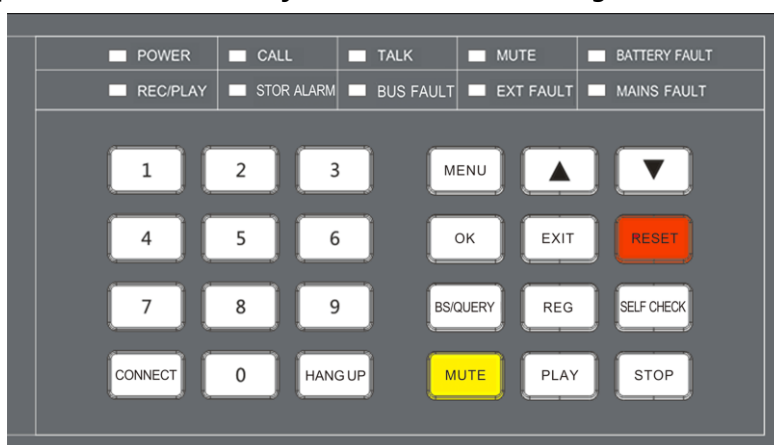 POWER CALL TALK MUTE BATTERY FAULT
REC/PLAY STOR ALARM BUS FAULT EXT FAULT MAINS FAULT
1 2 3 MENU ▲ ▼
4 5 6 OK EXIT RESET
7 8 9 BS/QUERY REG SELF CHECK
CONNECT 0 HANG UP MUTE PLAY STOP